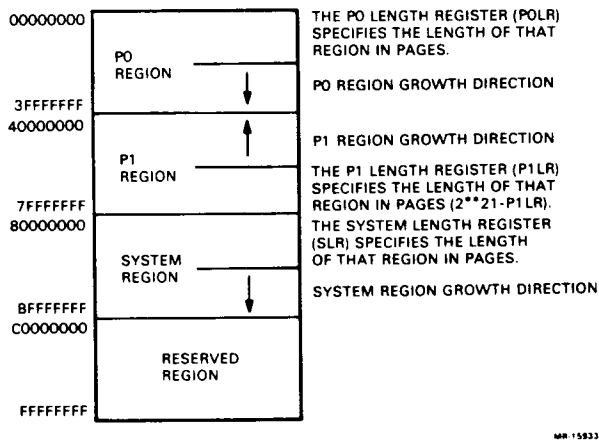 00000000
P0
REGION
3FFFFFFF
40000000
P1
REGION
7FFFFFFF
80000000
SYSTEM
REGION
BFFFFFFF
C0000000
RESERVED
REGION
FFFFFFFF
THE P0 LENGTH REGISTER (P0LR)
SPECIFIES THE LENGTH OF THAT
REGION IN PAGES.
P0 REGION GROWTH DIRECTION
P1 REGION GROWTH DIRECTION
THE P1 LENGTH REGISTER (P1LR)
SPECIFIES THE LENGTH OF THAT
REGION IN PAGES (2**21-P1LR).
THE SYSTEM LENGTH REGISTER
(SLR) SPECIFIES THE LENGTH
OF THAT REGION IN PAGES.
SYSTEM REGION GROWTH DIRECTION
MR-15933